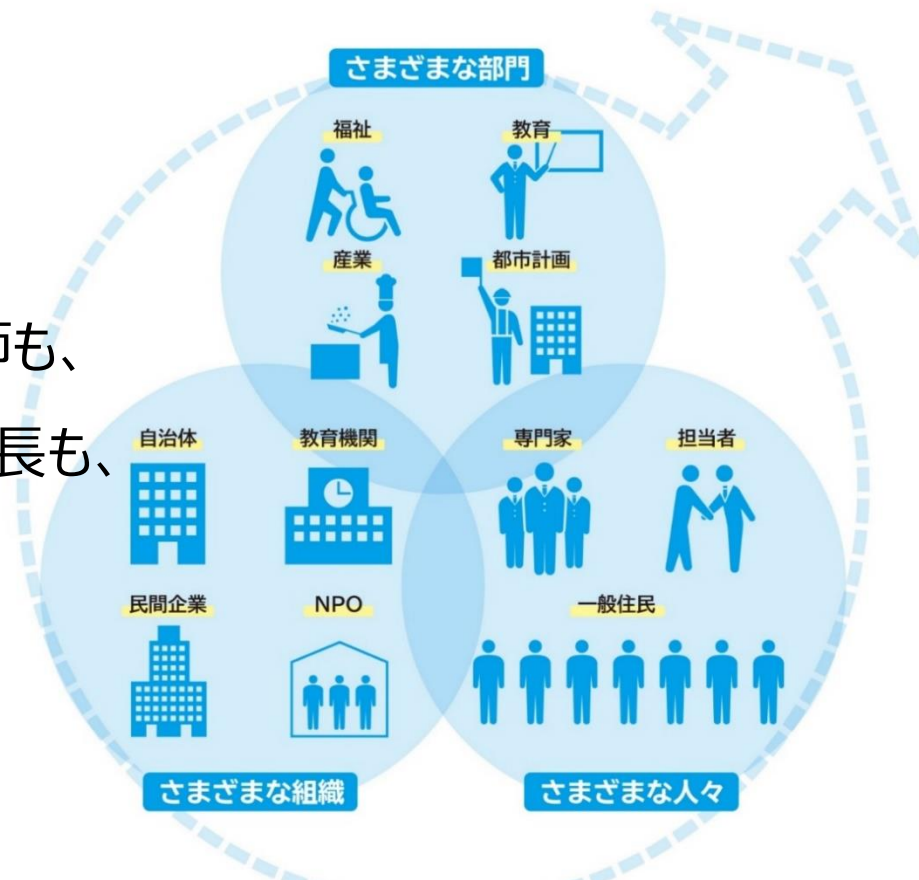 さまざまな部門
福祉
教育
産業
都市計画
師も、
長も、
自治体
教育機関
専門家
担当者
民間企業
NPO
一般住民
さまざまな組織
さまざまな人々